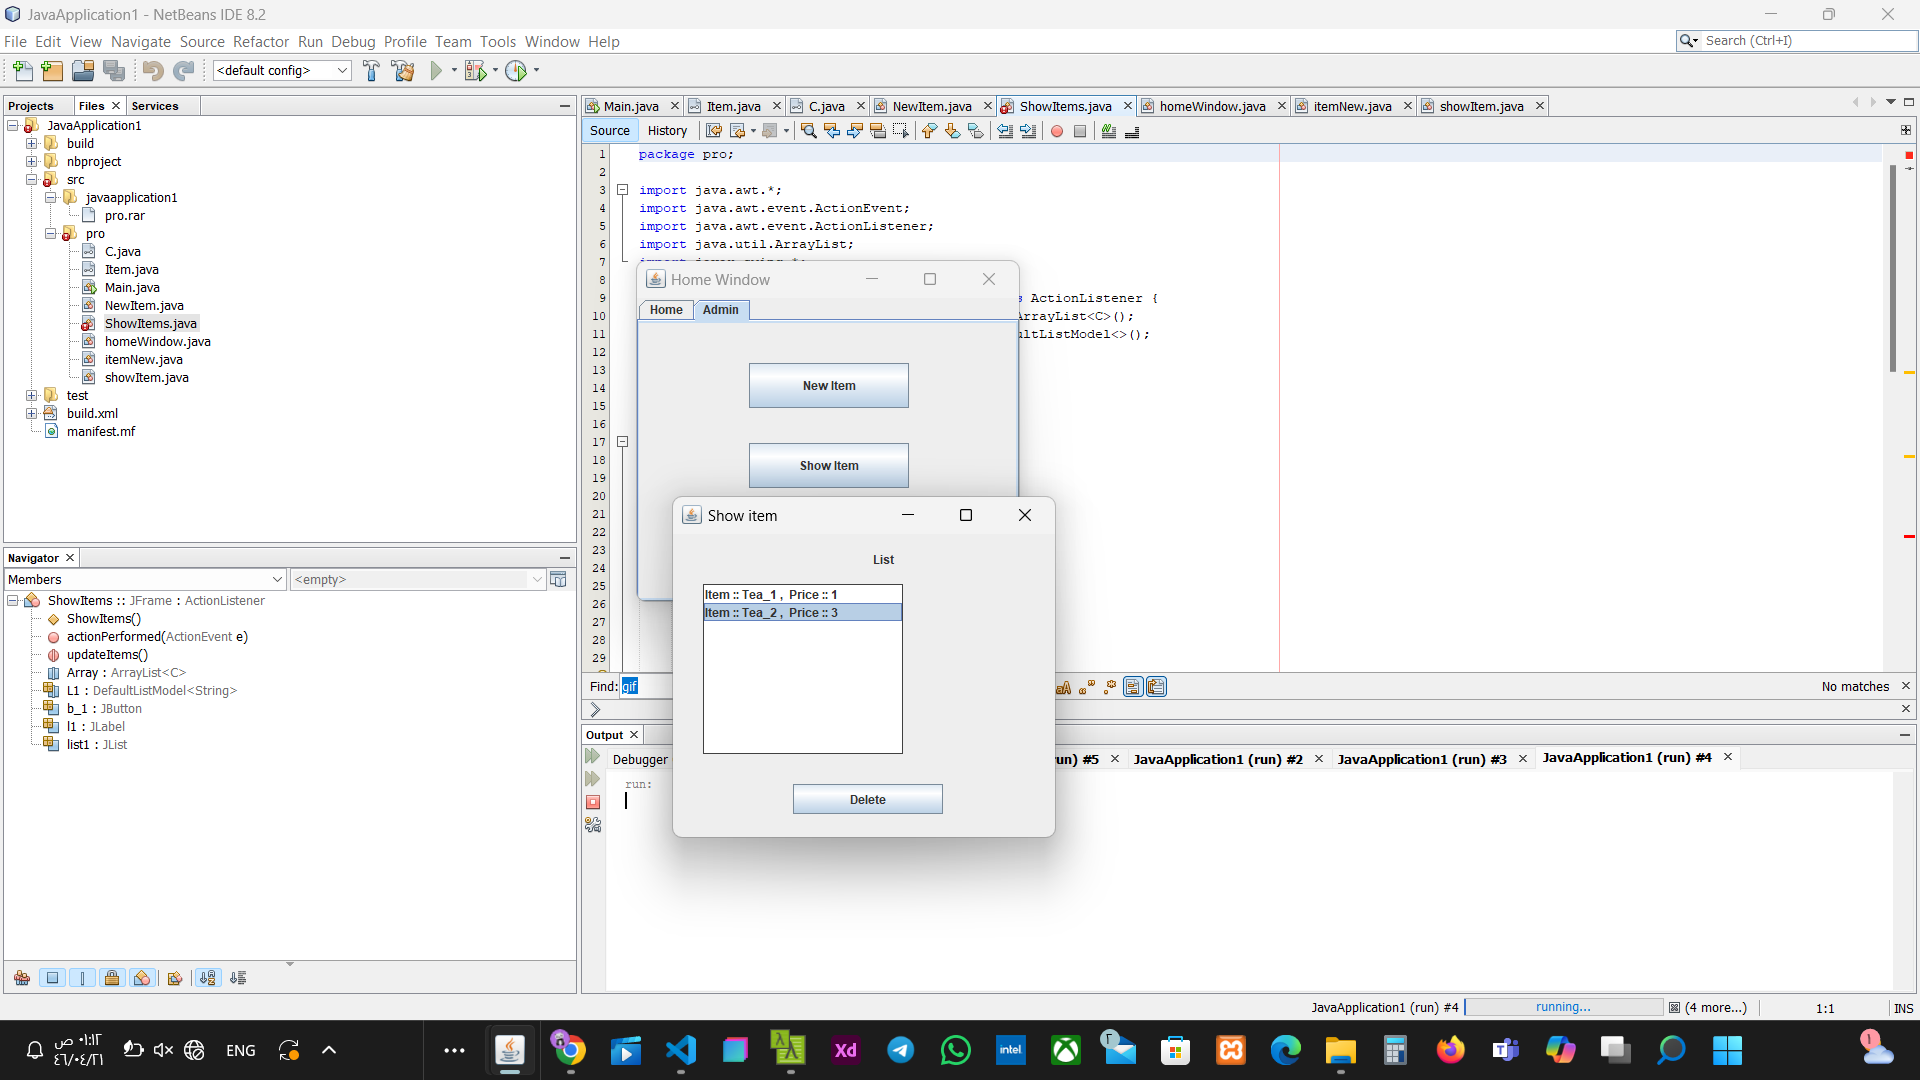 JavaApplication1 - NetBeans IDE 8.2
File Edit View Navigate Source Refactor Run Debug Profile Team Tools Window Help
Search (Ctrl+I)
<default config>
Projects Files Services
JavaApplication1
build
nbproject
src
javaapplication1
pro.rar
pro
C.java
Item.java
Main.java
NewItem.java
ShowItems.java
homeWindow.java
itemNew.java
showItem.java
test
build.xml
manifest.mf
Navigator
Members <empty>
ShowItems :: JFrame : ActionListener
ShowItems()
actionPerformed(ActionEvent e)
updateItems()
Array : ArrayList<C>
L1 : DefaultListModel<String>
b_1 : JButton
l1 : JLabel
list1 : JList
Main.java Item.java C.java NewItem.java ShowItems.java homeWindow.java itemNew.java showItem.java
Source History
1 package pro;
2
3 import java.awt.*;
4 import java.awt.event.ActionEvent;
5 import java.awt.event.ActionListener;
6 import java.util.ArrayList;
7
8
9 ActionListener {
10 ArrayList<C>();
11 ultListModel<>();
12
13
14
15
16
17
18
19
20
21
22
23
24
25
26
27
28
29
Home Window
Home Admin
New Item
Show Item
Show item
List
Item :: Tea_1 , Price :: 1
Item :: Tea_2 , Price :: 3
Delete
Find: gif
No matches
Output
Debugger un) #5 JavaApplication1 (run) #2 JavaApplication1 (run) #3 JavaApplication1 (run) #4
run:
JavaApplication1 (run) #4 running... (4 more...) 1:1 INS
٠١:١٢ ص
٤٦/٠٤/٢١
ENG
Xd
intel
1